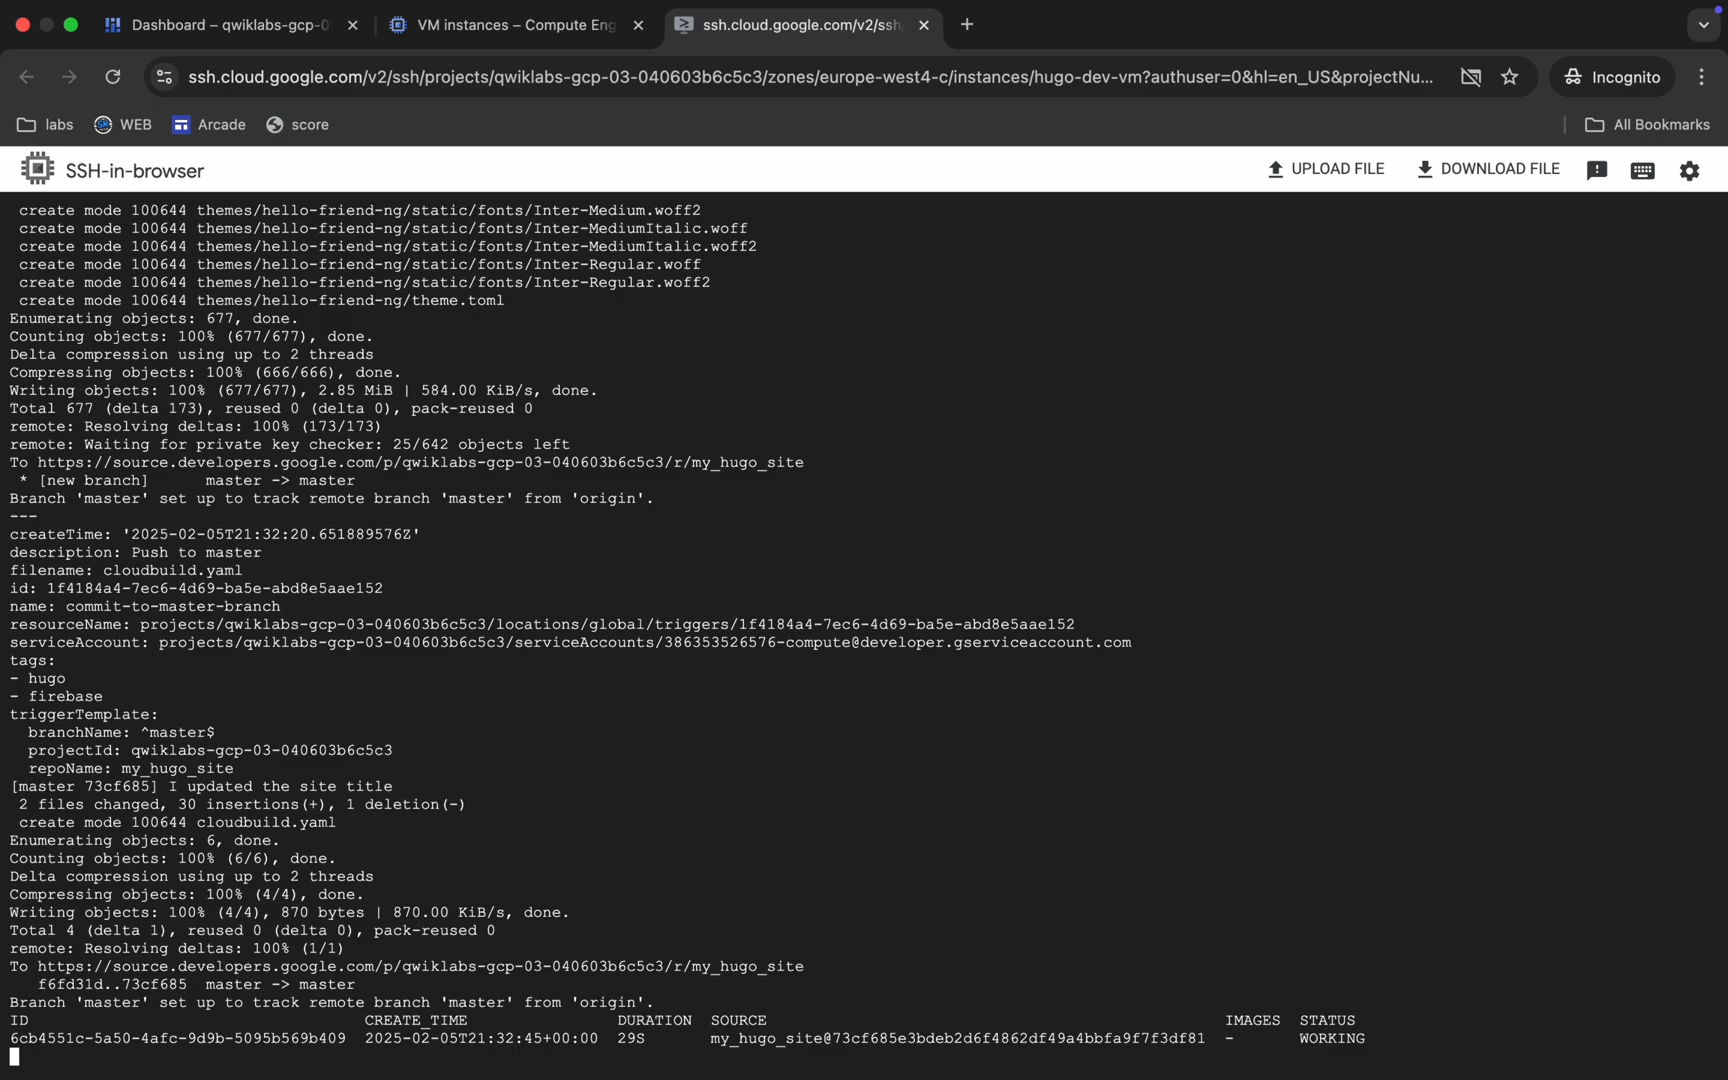 Dashboard – qwiklabs-gcp-0
VM instances – Compute Eng
ssh.cloud.google.com/v2/ssh
ssh.cloud.google.com/v2/ssh/projects/qwiklabs-gcp-03-040603b6c5c3/zones/europe-west4-c/instances/hugo-dev-vm?authuser=0&hl=en_US&projectNu...
Incognito
labs
WEB
Arcade
score
All Bookmarks
SSH-in-browser
UPLOAD FILE
DOWNLOAD FILE
create mode 100644 themes/hello-friend-ng/static/fonts/Inter-Medium.woff2
create mode 100644 themes/hello-friend-ng/static/fonts/Inter-MediumItalic.woff
create mode 100644 themes/hello-friend-ng/static/fonts/Inter-MediumItalic.woff2
create mode 100644 themes/hello-friend-ng/static/fonts/Inter-Regular.woff
create mode 100644 themes/hello-friend-ng/static/fonts/Inter-Regular.woff2
create mode 100644 themes/hello-friend-ng/theme.toml
Enumerating objects: 677, done.
Counting objects: 100% (677/677), done.
Delta compression using up to 2 threads
Compressing objects: 100% (666/666), done.
Writing objects: 100% (677/677), 2.85 MiB | 584.00 KiB/s, done.
Total 677 (delta 173), reused 0 (delta 0), pack-reused 0
remote: Resolving deltas: 100% (173/173)
remote: Waiting for private key checker: 25/642 objects left
To https://source.developers.google.com/p/qwiklabs-gcp-03-040603b6c5c3/r/my_hugo_site
* [new branch]      master -> master
Branch 'master' set up to track remote branch 'master' from 'origin'.
---
createTime: '2025-02-05T21:32:20.651889576Z'
description: Push to master
filename: cloudbuild.yaml
id: 1f4184a4-7ec6-4d69-ba5e-abd8e5aae152
name: commit-to-master-branch
resourceName: projects/qwiklabs-gcp-03-040603b6c5c3/locations/global/triggers/1f4184a4-7ec6-4d69-ba5e-abd8e5aae152
serviceAccount: projects/qwiklabs-gcp-03-040603b6c5c3/serviceAccounts/386353526576-compute@developer.gserviceaccount.com
tags:
- hugo
- firebase
triggerTemplate:
branchName: ^master$
projectId: qwiklabs-gcp-03-040603b6c5c3
repoName: my_hugo_site
[master 73cf685] I updated the site title
2 files changed, 30 insertions(+), 1 deletion(-)
create mode 100644 cloudbuild.yaml
Enumerating objects: 6, done.
Counting objects: 100% (6/6), done.
Delta compression using up to 2 threads
Compressing objects: 100% (4/4), done.
Writing objects: 100% (4/4), 870 bytes | 870.00 KiB/s, done.
Total 4 (delta 1), reused 0 (delta 0), pack-reused 0
remote: Resolving deltas: 100% (1/1)
To https://source.developers.google.com/p/qwiklabs-gcp-03-040603b6c5c3/r/my_hugo_site
f6fd31d..73cf685  master -> master
Branch 'master' set up to track remote branch 'master' from 'origin'.
ID CREATE_TIME DURATION SOURCE IMAGES STATUS
6cb4551c-5a50-4afc-9d9b-5095b569b409 2025-02-05T21:32:45+00:00 29S my_hugo_site@73cf685e3bdeb2d6f4862df49a4bbfa9f7f3df81 - WORKING